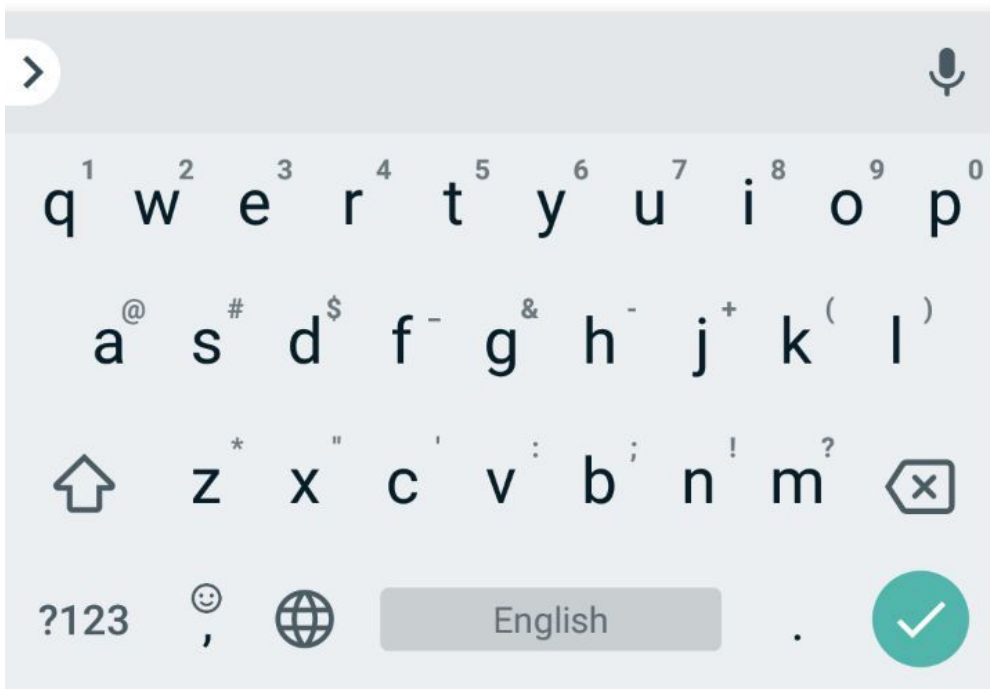 1 2 3 4 5 6 7 8 9 0
q w e r t y u i o p
@ # $ _ & - + ( )
a s d f g h j k l
* " ' : ; ! ?
z x c v b n m
?123 , English .